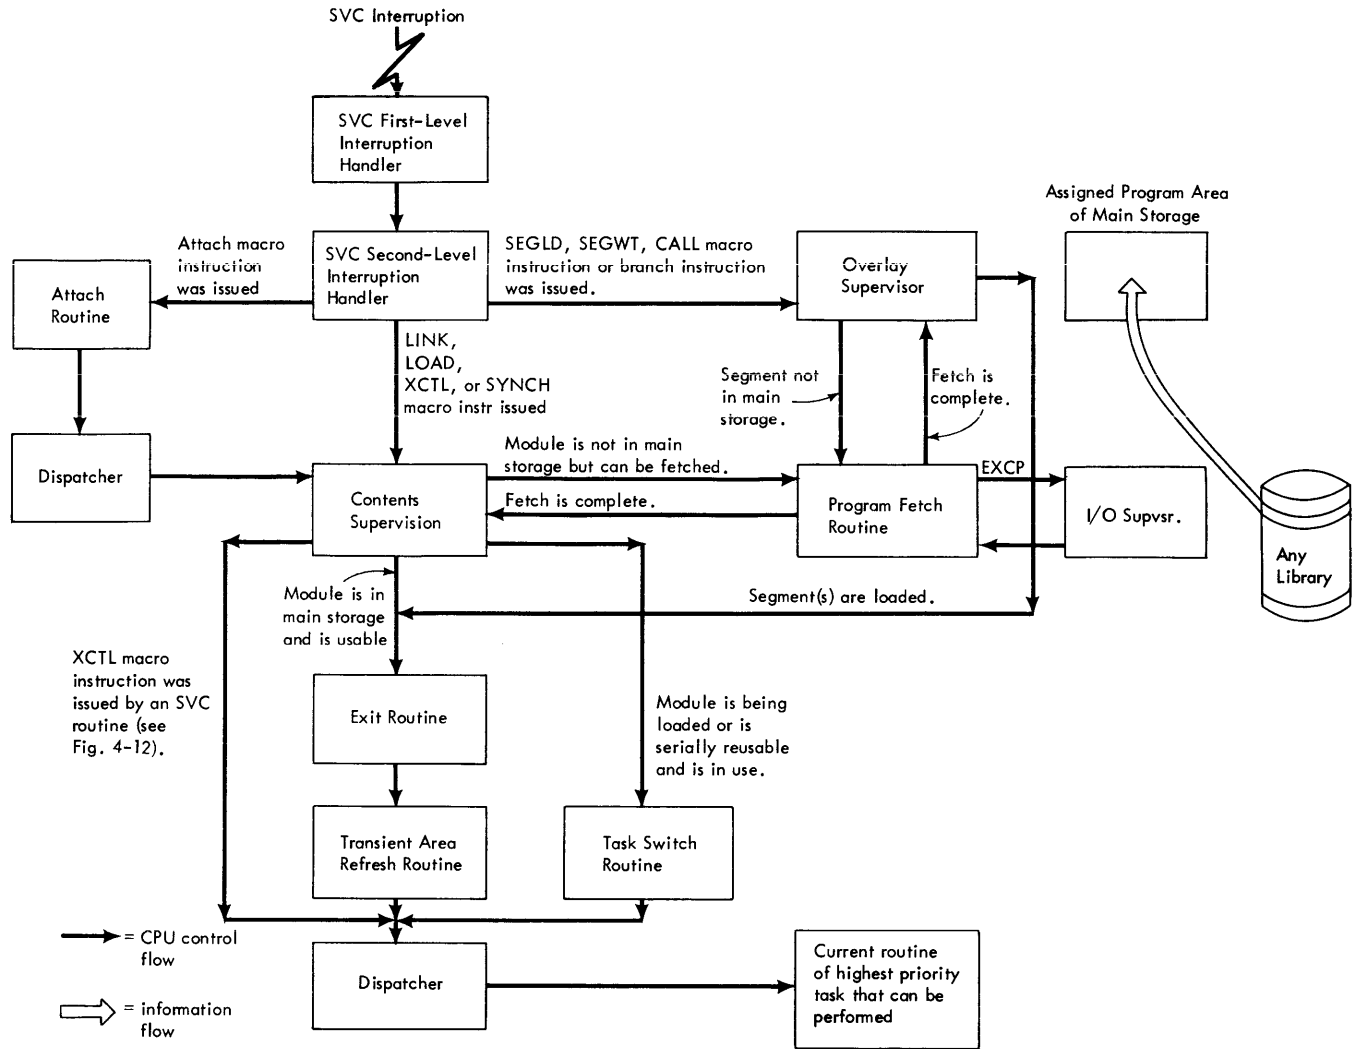 SVC Interruption
SVC First-Level
Interruption
Handler
Assigned Program Area
of Main Storage
Attach macro
instruction
was issued
SVC Second-Level
Interruption
Handler
SEGLD, SEGWT, CALL macro
instruction or branch instruction
was issued.
Overlay
Supervisor
Attach
Routine
LINK,
LOAD,
XCTL, or SYNCH
macro instr issued
Segment not
in main
storage.
Fetch is
complete.
Dispatcher
Module is not in main
storage but can be fetched.
Fetch is complete.
Contents
Supervision
Program Fetch
Routine
EXCP
I/O Supvsr.
Any
Library
Module is in
main storage
and is usable
Segment(s) are loaded.
XCTL macro
instruction was
issued by an SVC
routine (see
Fig. 4-12).
Exit Routine
Module is being
loaded or is
serially reusable
and is in use.
Transient Area
Refresh Routine
Task Switch
Routine
= CPU control
flow
Dispatcher
Current routine
of highest priority
task that can be
performed
= information
flow